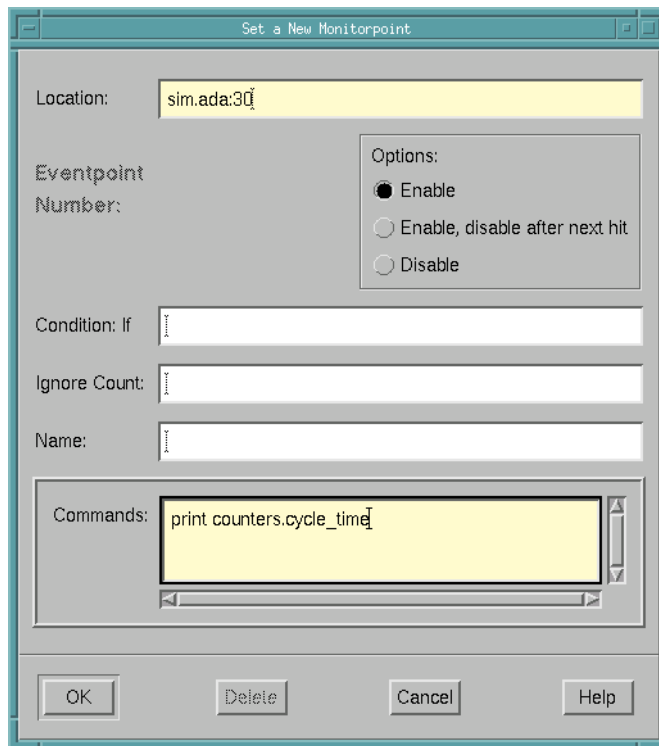 Set a New Monitorpoint
Location: sim.ada:30
Eventpoint
Number:
Options:
Enable
Enable, disable after next hit
Disable
Condition: If
Ignore Count:
Name:
Commands: print counters.cycle_time
OK Delete Cancel Help